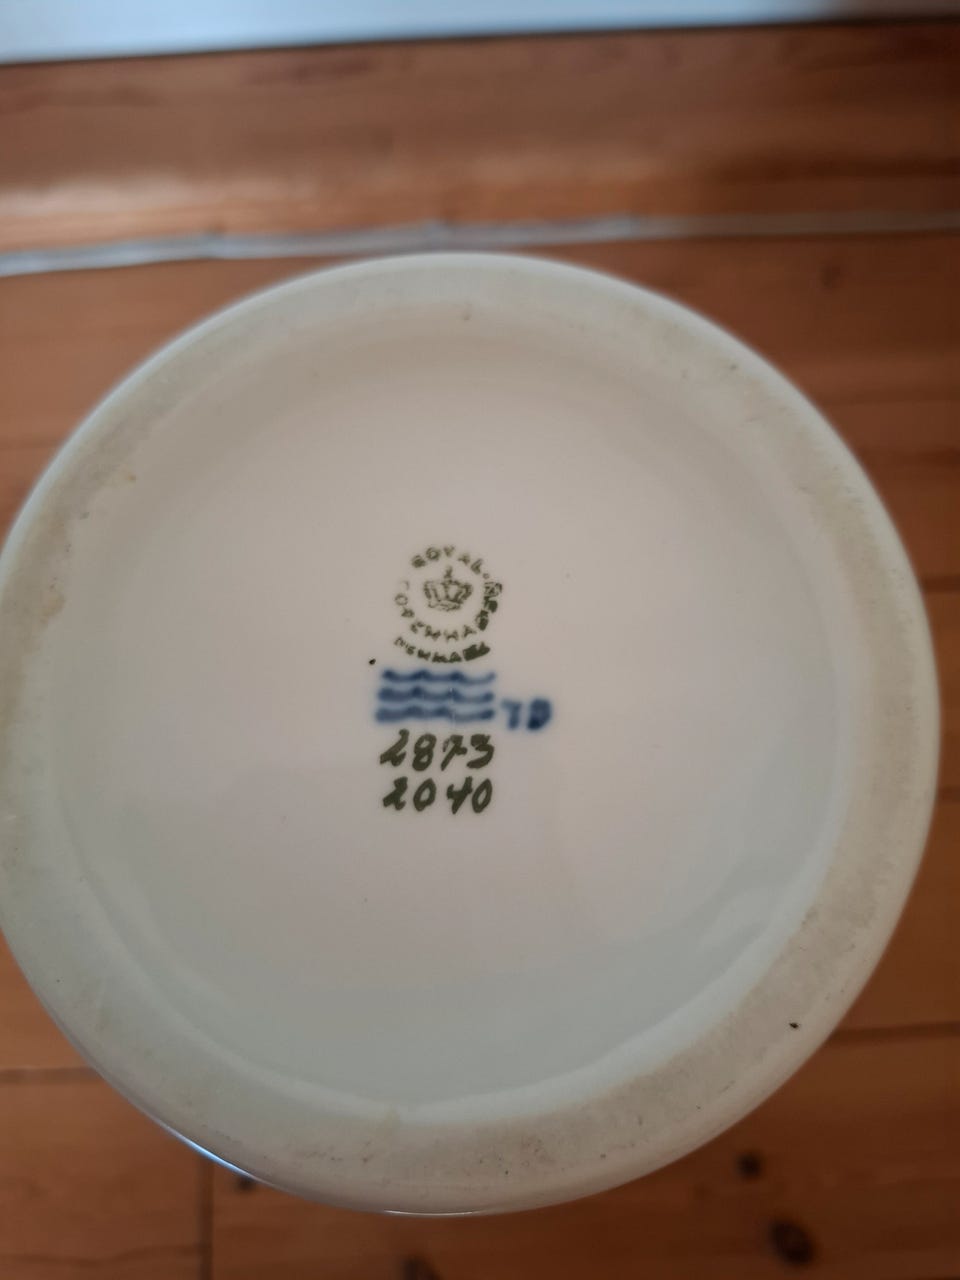 ROYAL
COPENHAGEN
DENMARK
2873
2040